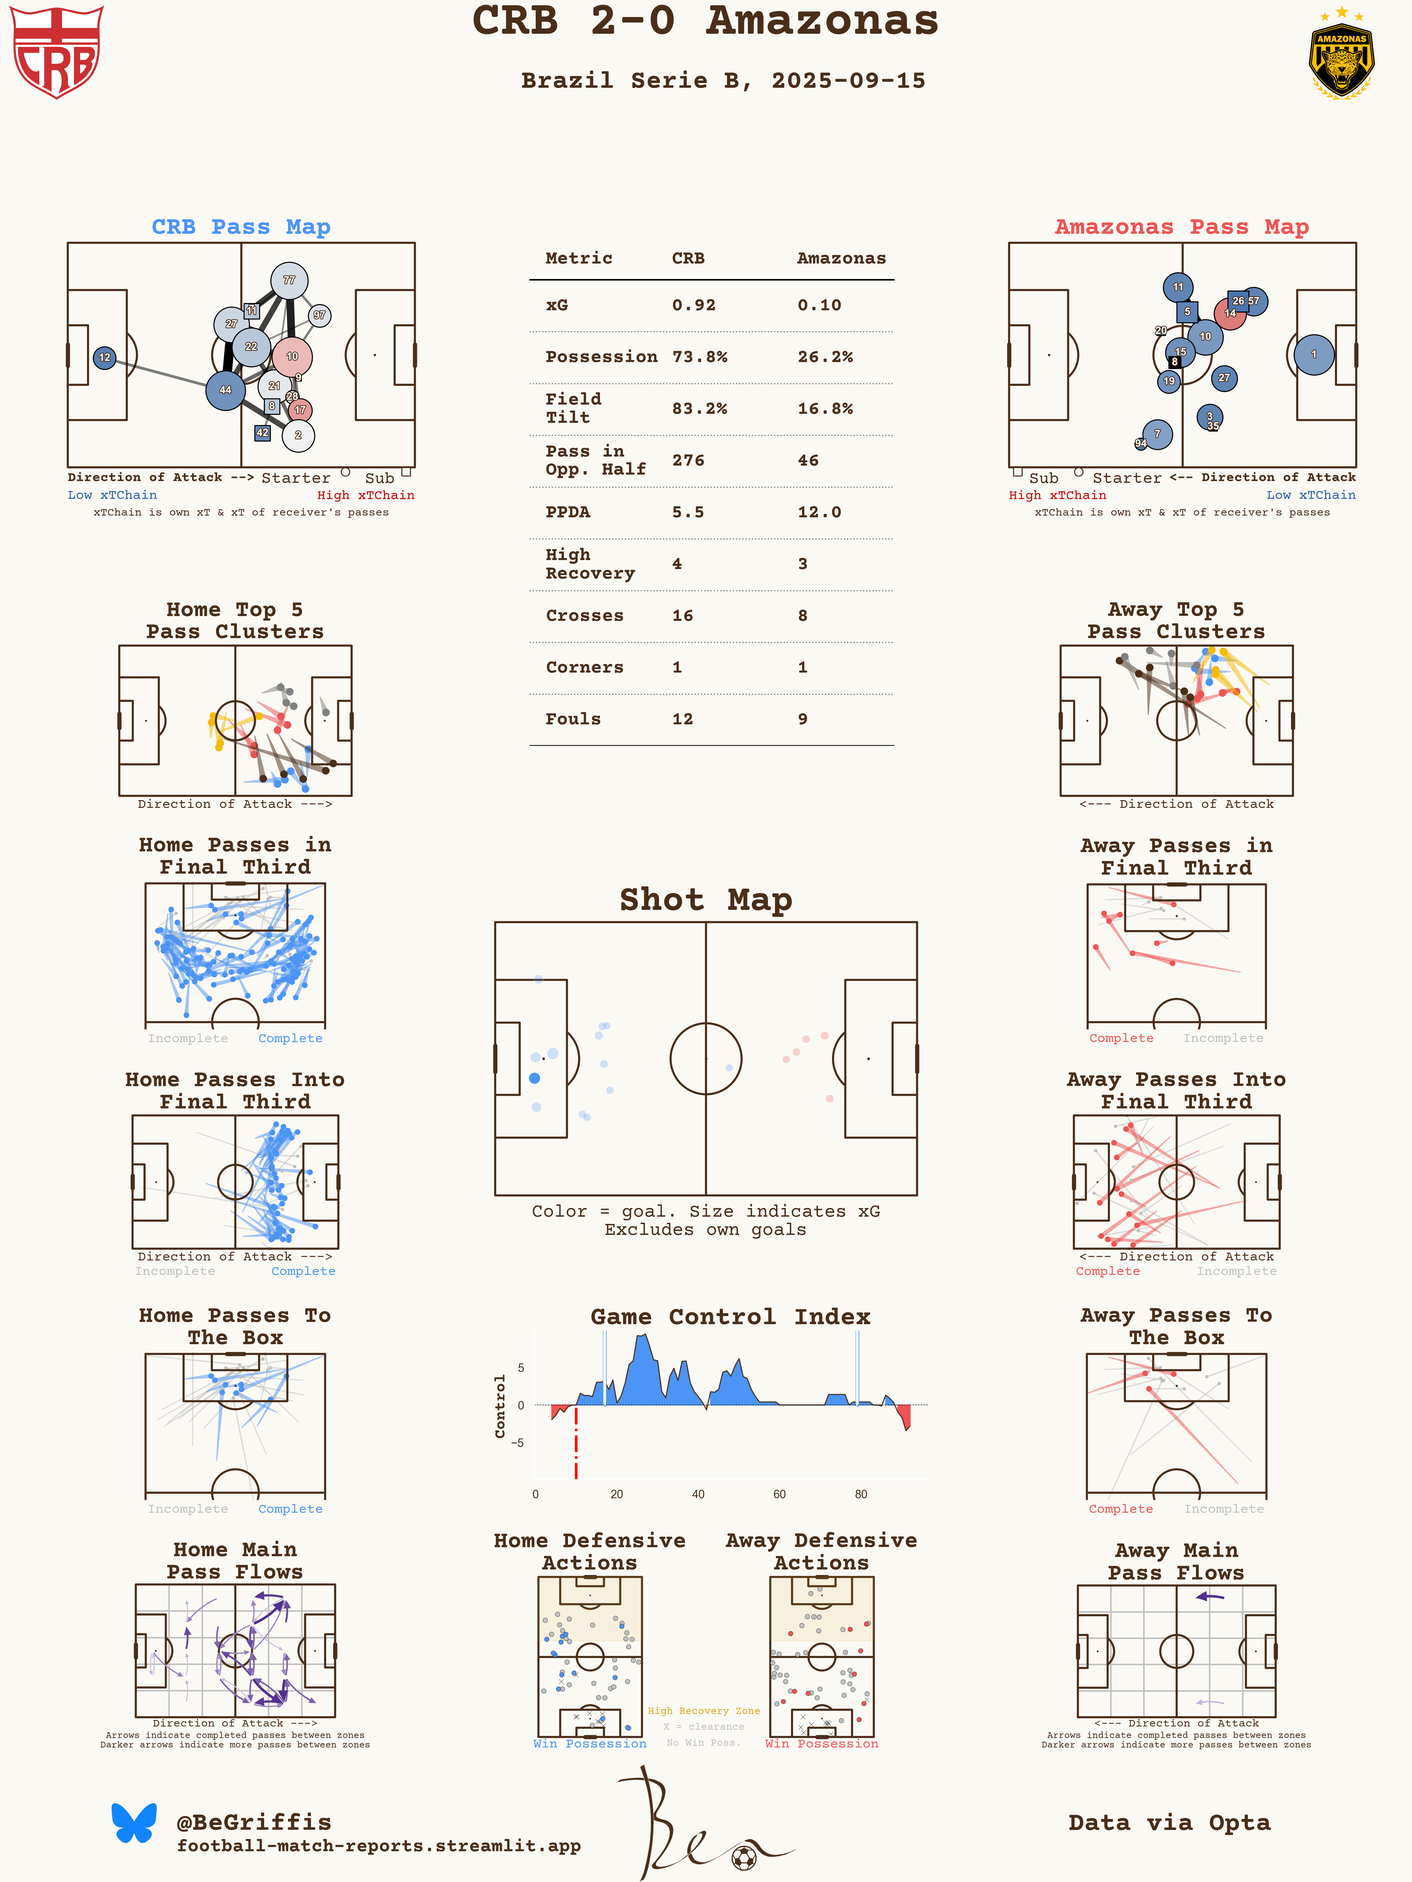 CRB 2-0 Amazonas
Brazil Serie B, 2025-09-15
CRB
AMAZONAS
CRB Pass Map
77
11
97
27
22
10
12
9
44
21
28
8
17
42
2
Direction of Attack --> Starter Sub
Low xTChain High xTChain
xTChain is own xT & xT of receiver's passes
Metric CRB Amazonas
xG 0.92 0.10
Possession 73.8% 26.2%
Field
Tilt 83.2% 16.8%
Pass in
Opp. Half 276 46
PPDA 5.5 12.0
High
Recovery 4 3
Crosses 16 8
Corners 1 1
Fouls 12 9
Amazonas Pass Map
11
26
57
5
14
20
10
15
1
8
19
27
3
35
7
94
Sub Starter <-- Direction of Attack
High xTChain Low xTChain
xTChain is own xT & xT of receiver's passes
Home Top 5
Pass Clusters
Direction of Attack --->
Away Top 5
Pass Clusters
<--- Direction of Attack
Home Passes in
Final Third
Incomplete Complete
Away Passes in
Final Third
Complete Incomplete
Shot Map
Color = goal. Size indicates xG
Excludes own goals
Home Passes Into
Final Third
Direction of Attack --->
Incomplete Complete
Away Passes Into
Final Third
<--- Direction of Attack
Complete Incomplete
Game Control Index
Control
5
0
−5
0 20 40 60 80
Home Passes To
The Box
Incomplete Complete
Away Passes To
The Box
Complete Incomplete
Home Main
Pass Flows
Direction of Attack --->
Arrows indicate completed passes between zones
Darker arrows indicate more passes between zones
Home Defensive
Actions
Win Possession
High Recovery Zone
X = clearance
No Win Poss.
Away Defensive
Actions
Win Possession
Away Main
Pass Flows
<--- Direction of Attack
Arrows indicate completed passes between zones
Darker arrows indicate more passes between zones
@BeGriffis
football-match-reports.streamlit.app
Ben
Data via Opta